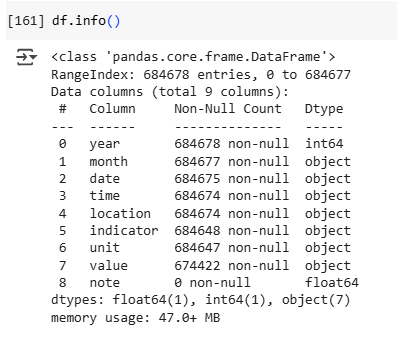 [161] df.info()
<class 'pandas.core.frame.DataFrame'>
RangeIndex: 684678 entries, 0 to 684677
Data columns (total 9 columns):
 #   Column     Non-Null Count   Dtype
---  ------     --------------   -----
 0   year       684678 non-null  int64
 1   month      684677 non-null  object
 2   date       684675 non-null  object
 3   time       684674 non-null  object
 4   location   684674 non-null  object
 5   indicator  684648 non-null  object
 6   unit       684647 non-null  object
 7   value      674422 non-null  object
 8   note       0 non-null       float64
dtypes: float64(1), int64(1), object(7)
memory usage: 47.0+ MB